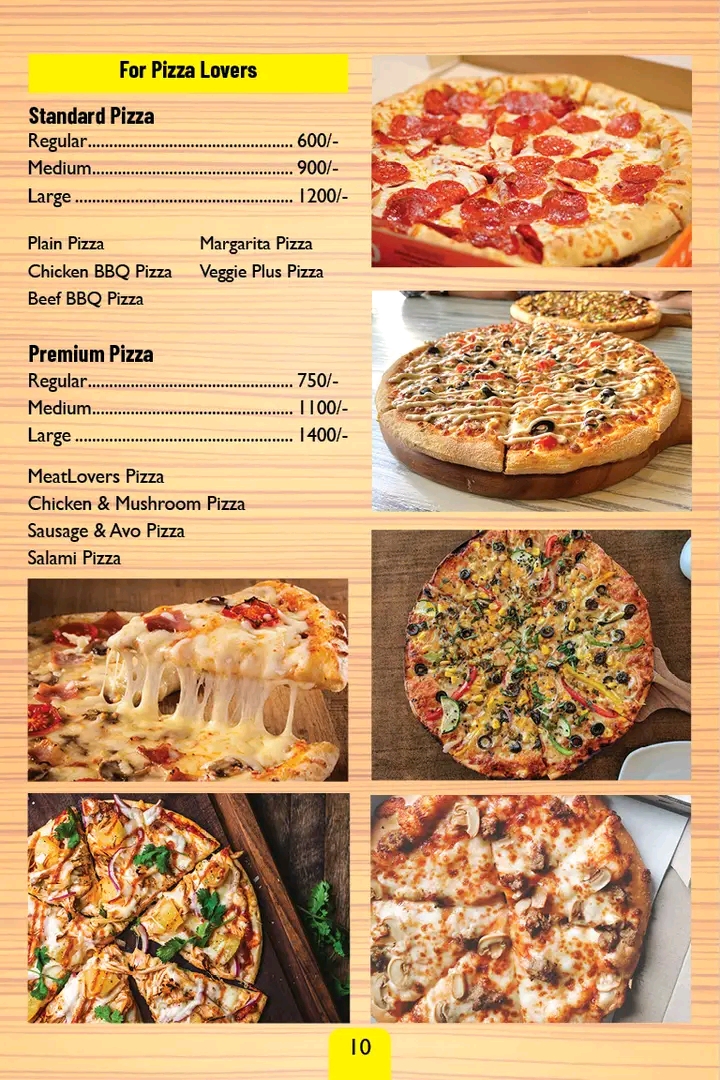 For Pizza Lovers
Standard Pizza
Regular............................................... 600/-
Medium.............................................. 900/-
Large .................................................. 1200/-
Plain Pizza Margarita Pizza
Chicken BBQ Pizza Veggie Plus Pizza
Beef BBQ Pizza
Premium Pizza
Regular............................................... 750/-
Medium.............................................. 1100/-
Large .................................................. 1400/-
MeatLovers Pizza
Chicken & Mushroom Pizza
Sausage & Avo Pizza
Salami Pizza
10